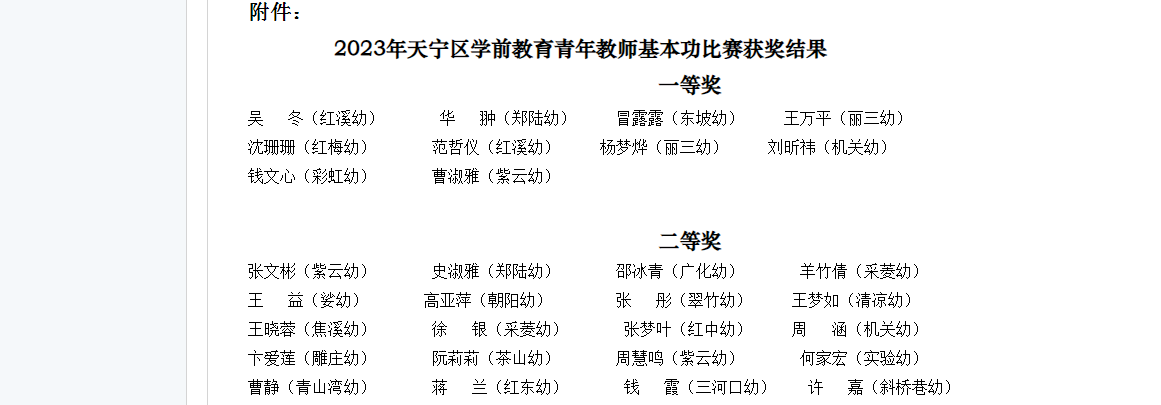 附件：
2023年天宁区学前教育青年教师基本功比赛获奖结果
一等奖
吴　冬（红溪幼）　华　翀（郑陆幼）　冒露露（东坡幼）　王万平（丽三幼）
沈珊珊（红梅幼）　范哲仪（红溪幼）　杨梦烨（丽三幼）　刘昕祎（机关幼）
钱文心（彩虹幼）　曹淑雅（紫云幼）
二等奖
张文彬（紫云幼）　史淑雅（郑陆幼）　邵冰青（广化幼）　羊竹倩（采菱幼）
王　益（娑幼）　高亚萍（朝阳幼）　张　彤（翠竹幼）　王梦如（清凉幼）
王晓蓉（焦溪幼）　徐　银（采菱幼）　张梦叶（红中幼）　周　涵（机关幼）
卞爱莲（雕庄幼）　阮莉莉（茶山幼）　周慧鸣（紫云幼）　何家宏（实验幼）
曹静（青山湾幼）　蒋　兰（红东幼）　钱　霞（三河口幼）　许　嘉（斜桥巷幼）